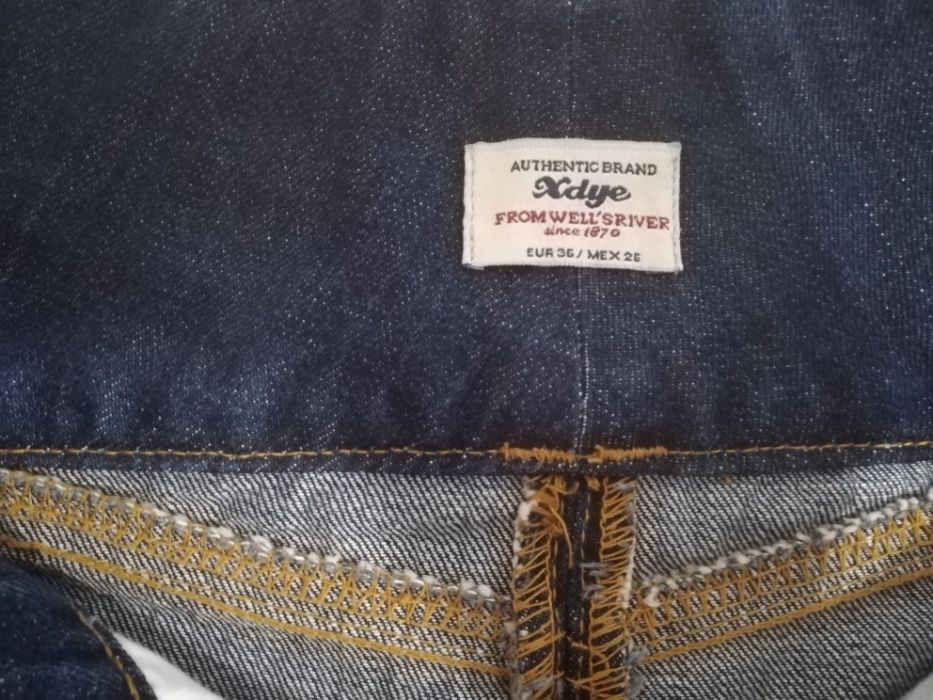 AUTHENTIC BRAND
Xdye
FROM WELL'S RIVER
since 1870
EUR 36 / MEX 26